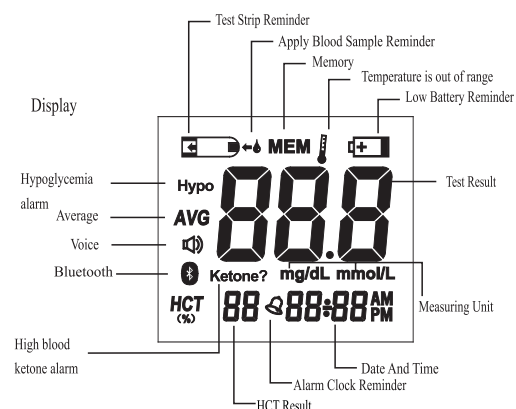 Test Strip Reminder
Apply Blood Sample Reminder
Memory
Temperature is out of range
Low Battery Reminder
Display
MEM
Hypoglycemia
alarm
Hypo
88.8
Test Result
Average
AVG
Voice
Bluetooth
Ketone?
mg/dL mmol/L
Measuring Unit
HCT
(%)
88
88:88
AM
PM
High blood
ketone alarm
Date And Time
Alarm Clock Reminder
HCT Result